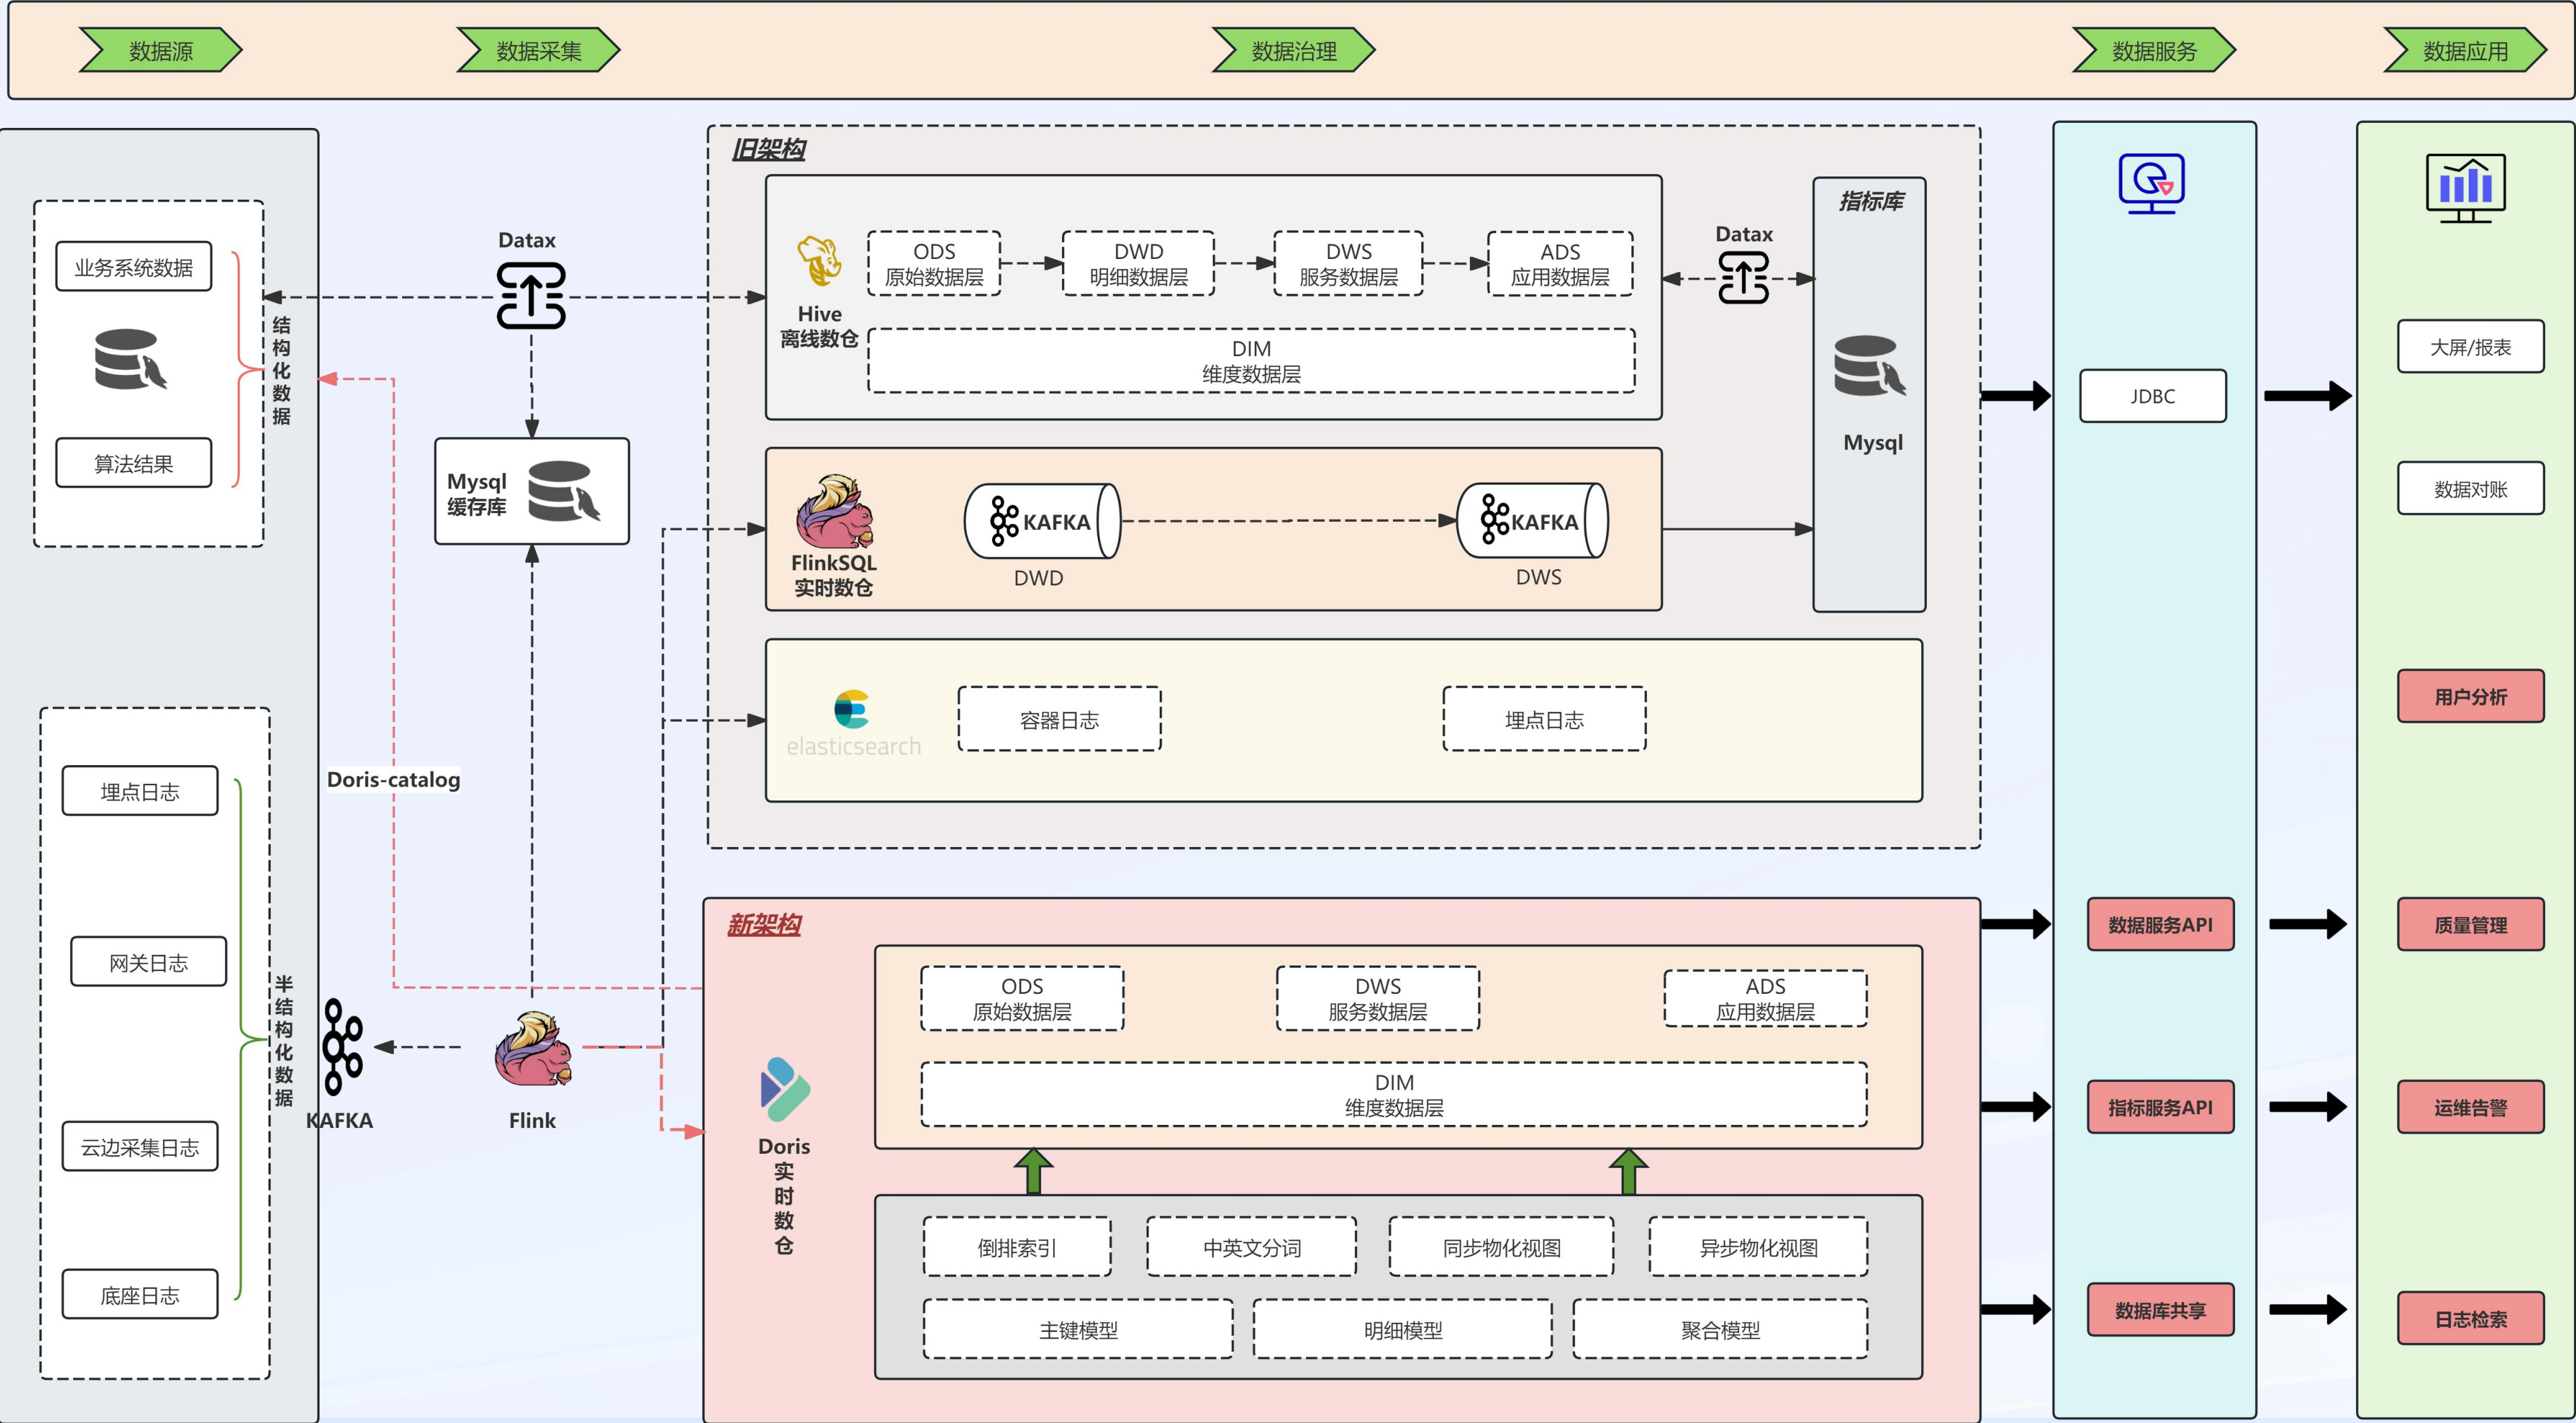 数据源
数据采集
数据治理
数据服务
数据应用
业务系统数据
算法结果
结构化数据
埋点日志
网关日志
云边采集日志
底座日志
半结构化数据
KAFKA
Datax
Mysql
缓存库
Doris-catalog
Flink
旧架构
Hive
离线数仓
ODS
原始数据层
DWD
明细数据层
DWS
服务数据层
ADS
应用数据层
DIM
维度数据层
Datax
指标库
Mysql
FlinkSQL
实时数仓
KAFKA
DWD
KAFKA
DWS
elasticsearch
容器日志
埋点日志
新架构
Doris
实时数仓
ODS
原始数据层
DWS
服务数据层
ADS
应用数据层
DIM
维度数据层
倒排索引
中英文分词
同步物化视图
异步物化视图
主键模型
明细模型
聚合模型
JDBC
数据服务API
指标服务API
数据库共享
大屏/报表
数据对账
用户分析
质量管理
运维告警
日志检索